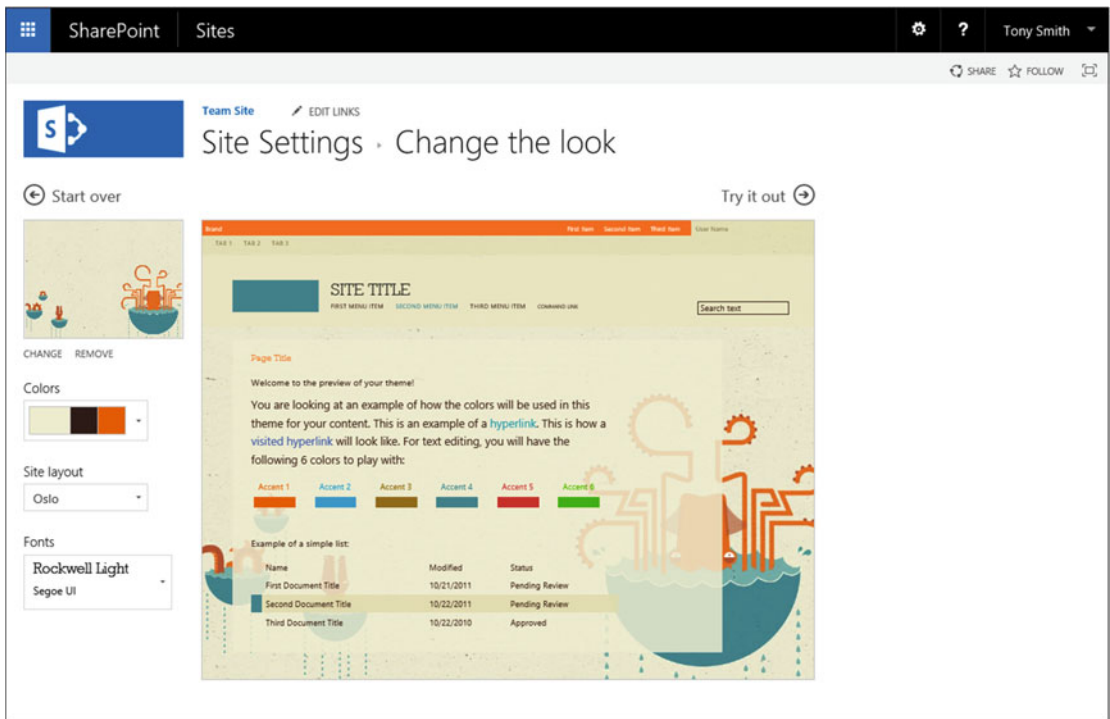 SharePoint Sites ? Tony Smith
SHARE FOLLOW
S
Team Site EDIT LINKS
Site Settings Change the look
Start over
Try it out
CHANGE REMOVE
Colors
Site layout
Oslo
Fonts
Rockwell Light
Segoe UI
Brand First Item Second Item Third Item User Name
TAB 1 TAB 2 TAB 3
SITE TITLE
FIRST MENU ITEM SECOND MENU ITEM THIRD MENU ITEM COMMAND LINK
Search text
Page Title
Welcome to the preview of your theme!
You are looking at an example of how the colors will be used in this
theme for your content. This is an example of a hyperlink. This is how a
visited hyperlink will look like. For text editing, you will have the
following 6 colors to play with:
Accent 1 Accent 2 Accent 3 Accent 4 Accent 5 Accent 6
Example of a simple list:
Name Modified Status
First Document Title 10/21/2011 Pending Review
Second Document Title 10/22/2011 Pending Review
Third Document Title 10/22/2010 Approved